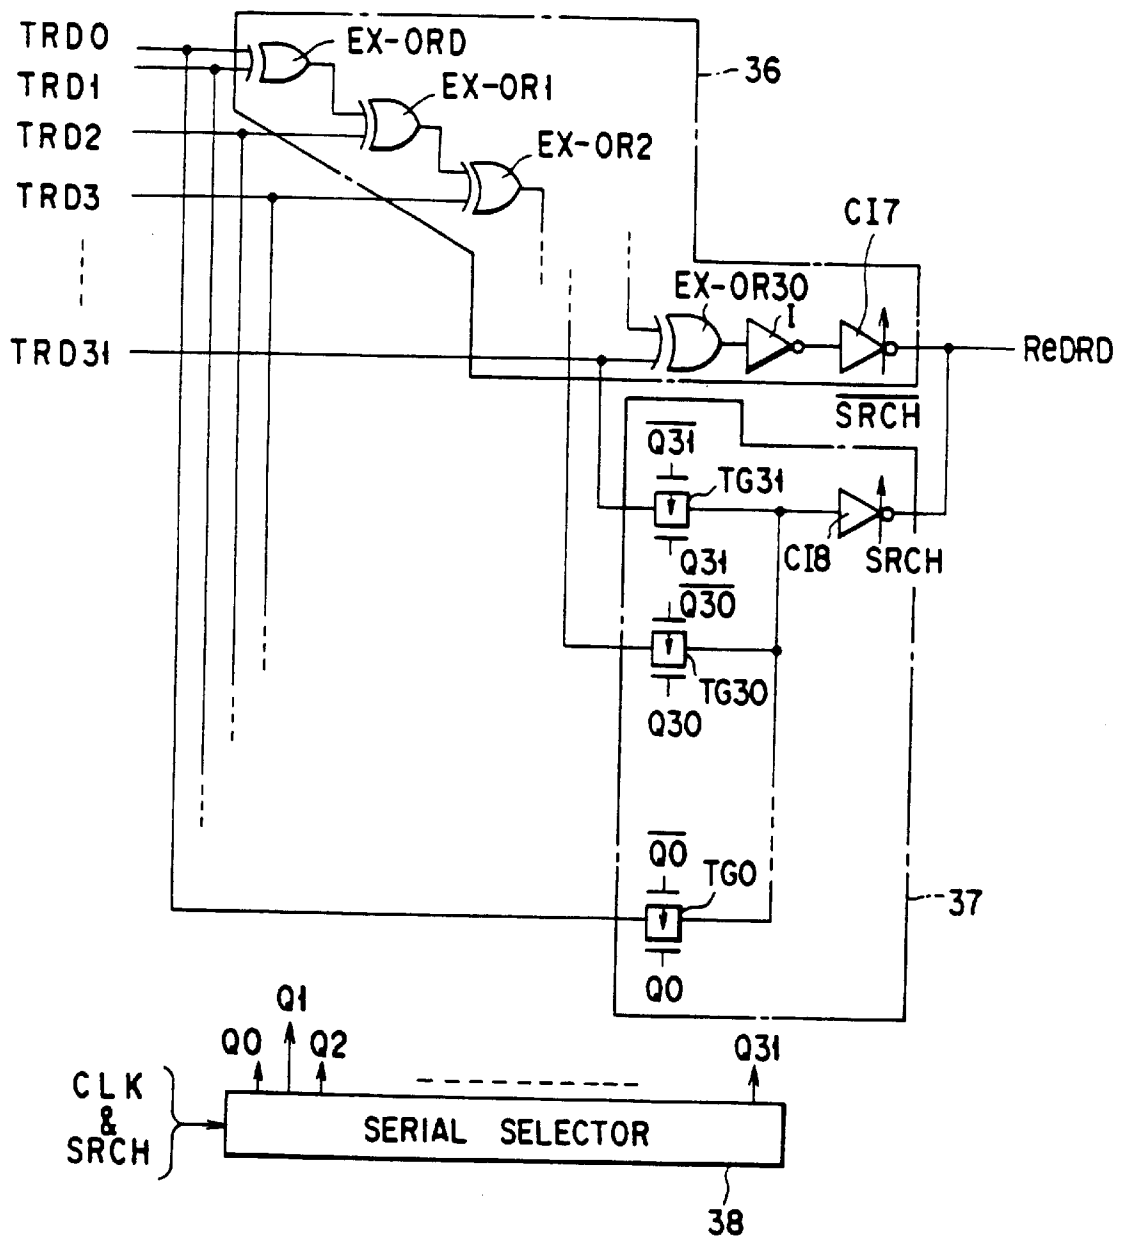 TRD0
EX-ORD
TRD1
EX-OR1
36
TRD2
EX-OR2
TRD3
CI7
EX-OR30
I
TRD31
ReDRD
SRCH
Q31
TG31
Q31
CI8
SRCH
Q30
TG30
Q30
Q0
TG0
37
Q0
Q1
Q0
Q2
Q31
CLK
&
SRCH
SERIAL SELECTOR
38